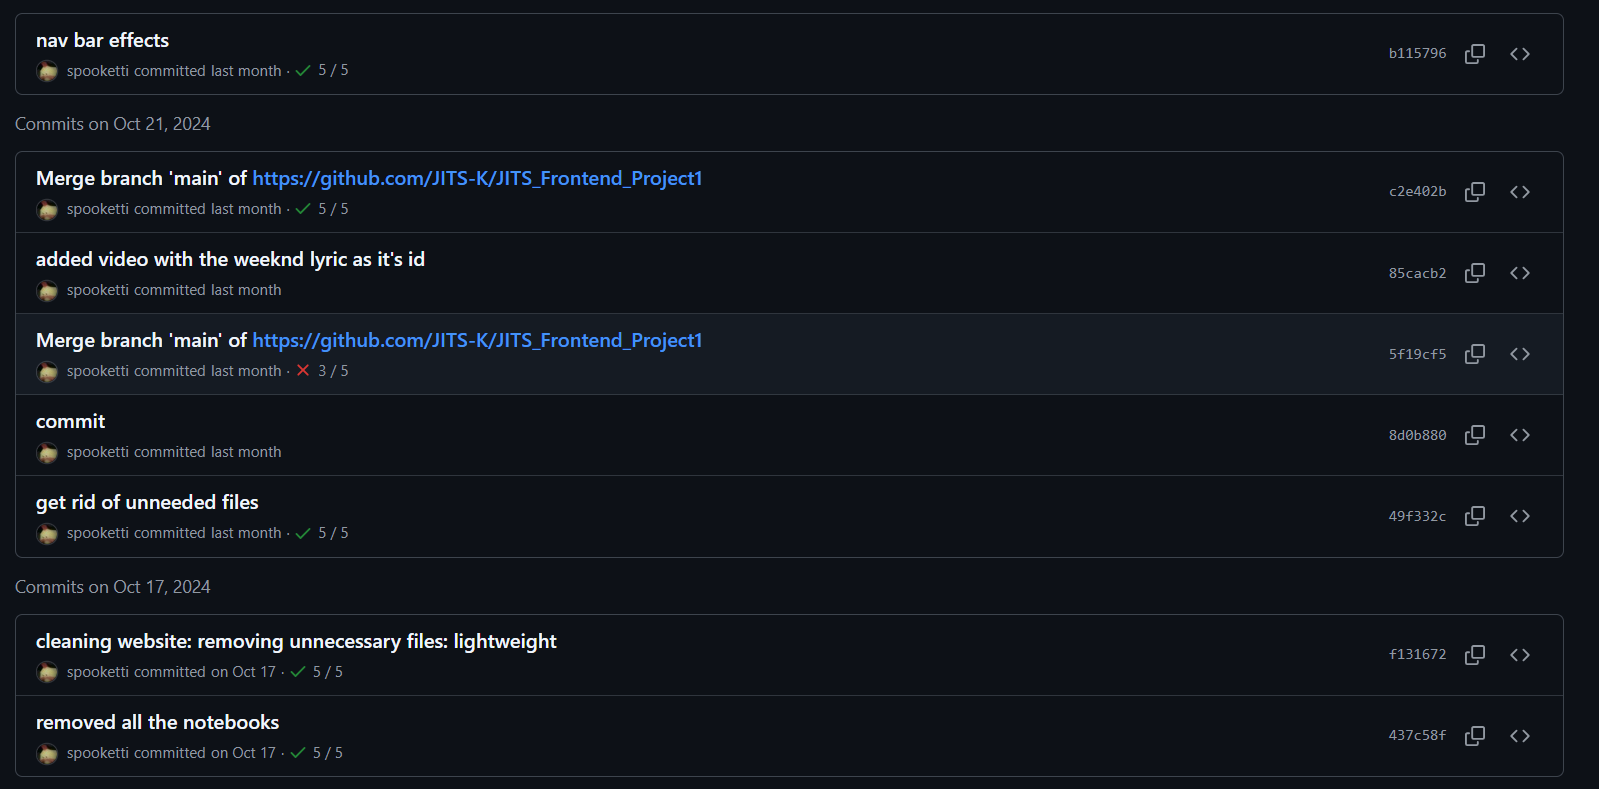 nav bar effects
spooketti committed last month · 5 / 5
b115796
Commits on Oct 21, 2024
Merge branch 'main' of https://github.com/JITS-K/JITS_Frontend_Project1
spooketti committed last month · 5 / 5
c2e402b
added video with the weeknd lyric as it's id
spooketti committed last month
85cacb2
Merge branch 'main' of https://github.com/JITS-K/JITS_Frontend_Project1
spooketti committed last month · 3 / 5
5f19cf5
commit
spooketti committed last month
8d0b880
get rid of unneeded files
spooketti committed last month · 5 / 5
49f332c
Commits on Oct 17, 2024
cleaning website: removing unnecessary files: lightweight
spooketti committed on Oct 17 · 5 / 5
f131672
removed all the notebooks
spooketti committed on Oct 17 · 5 / 5
437c58f